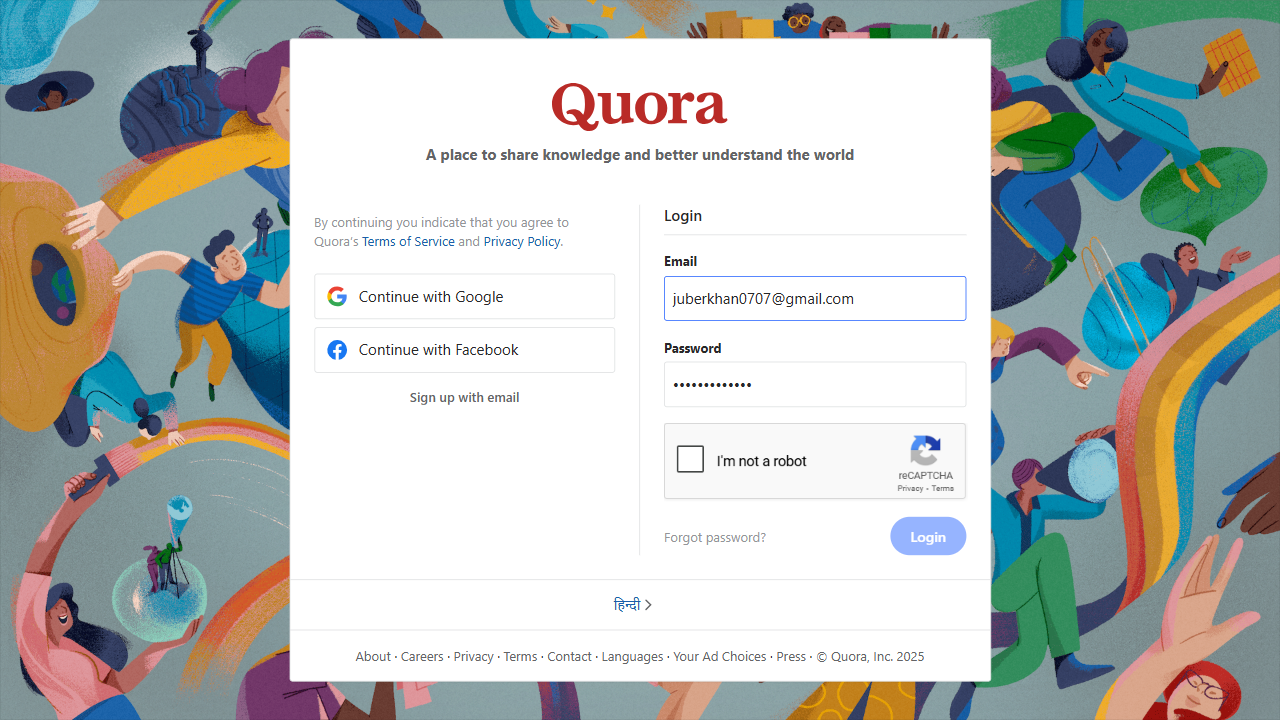 Quora
A place to share knowledge and better understand the world
By continuing you indicate that you agree to
Quora's Terms of Service and Privacy Policy.
Continue with Google
Continue with Facebook
Sign up with email
Login
Email
juberkhan0707@gmail.com
Password
•••••••••••••
I'm not a robot
reCAPTCHA
Privacy - Terms
Forgot password?
Login
हिन्दी
About · Careers · Privacy · Terms · Contact · Languages · Your Ad Choices · Press · © Quora, Inc. 2025